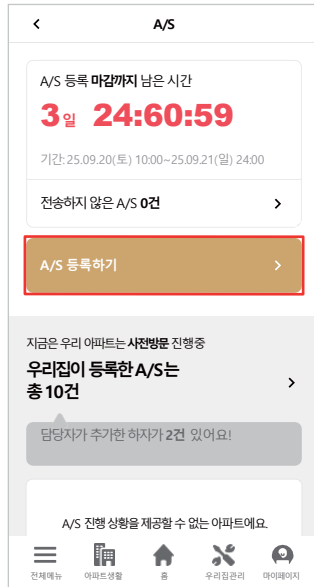 A/S
A/S 등록 마감까지 남은 시간
3일 24:60:59
기간: 25.09.20(토) 10:00~25.09.21(일) 24:00
전송하지 않은 A/S 0건
A/S 등록하기
지금은 우리 아파트는 사전방문 진행중
우리집이 등록한 A/S는
총 10건
담당자가 추가한 하자가 2건 있어요!
A/S 진행 상황을 제공할 수 없는 아파트에요.
전체메뉴 아파트생활 홈 우리집관리 마이페이지